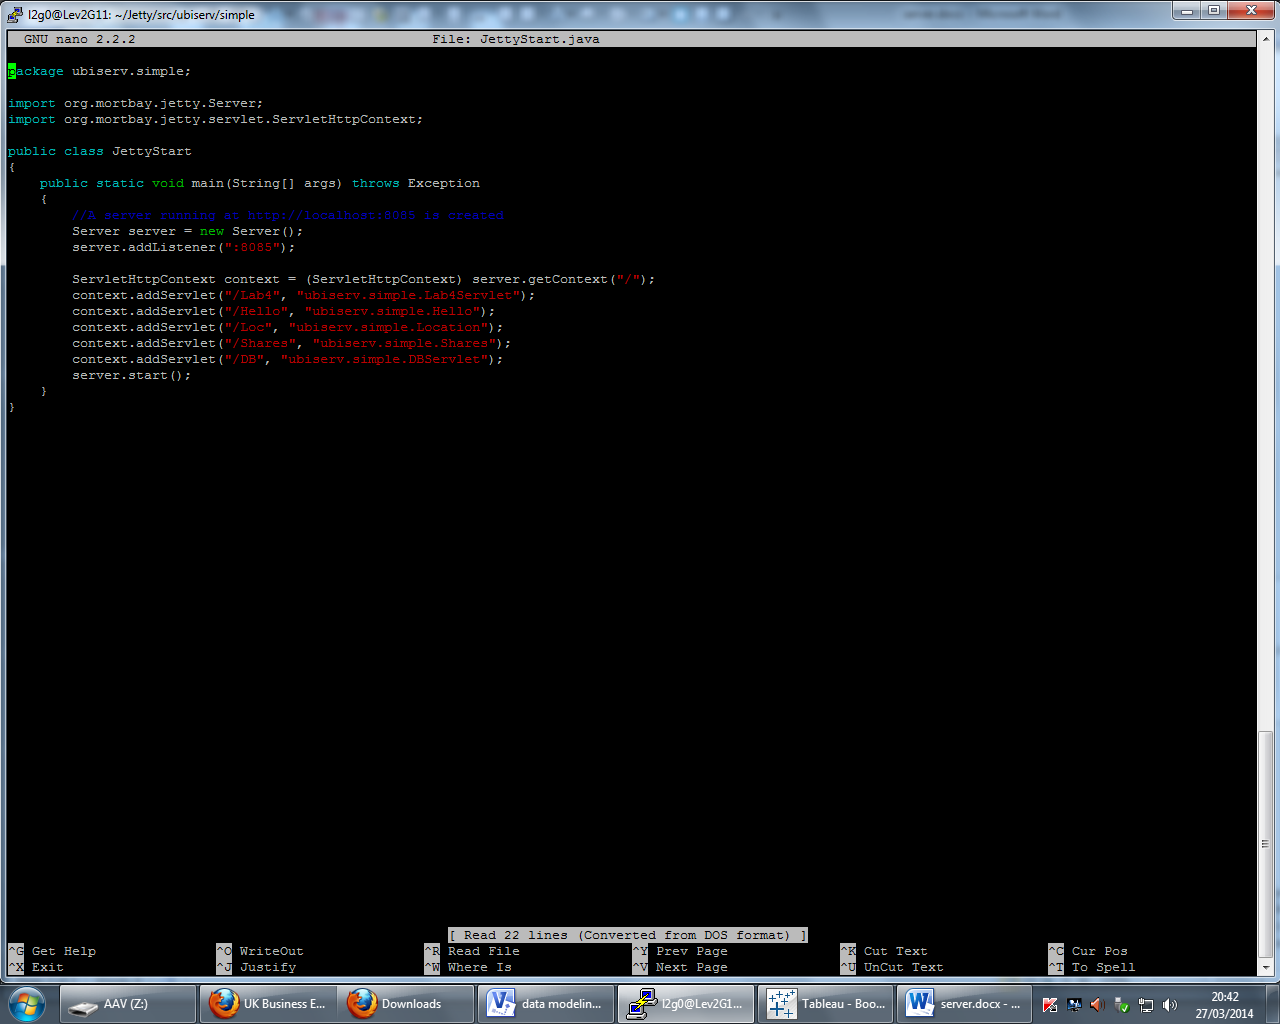 l2g0@Lev2G11: ~/Jetty/src/ubiserv/simple
GNU nano 2.2.2 File: JettyStart.java
package ubiserv.simple;
import org.mortbay.jetty.Server;
import org.mortbay.jetty.servlet.ServletHttpContext;
public class JettyStart
{
public static void main(String[] args) throws Exception
{
//A server running at http://localhost:8085 is created
Server server = new Server();
server.addListener(":8085");
ServletHttpContext context = (ServletHttpContext) server.getContext("/");
context.addServlet("/Lab4", "ubiserv.simple.Lab4Servlet");
context.addServlet("/Hello", "ubiserv.simple.Hello");
context.addServlet("/Loc", "ubiserv.simple.Location");
context.addServlet("/Shares", "ubiserv.simple.Shares");
context.addServlet("/DB", "ubiserv.simple.DBServlet");
server.start();
}
}
[ Read 22 lines (Converted from DOS format) ]
^G Get Help ^O WriteOut ^R Read File ^Y Prev Page ^K Cut Text ^C Cur Pos
^X Exit ^J Justify ^W Where Is ^V Next Page ^U UnCut Text ^T To Spell
AAV (Z:) UK Business E... Downloads data modelin... l2g0@Lev2G1... Tableau - Boo... server.docx - ... 20:42
27/03/2014